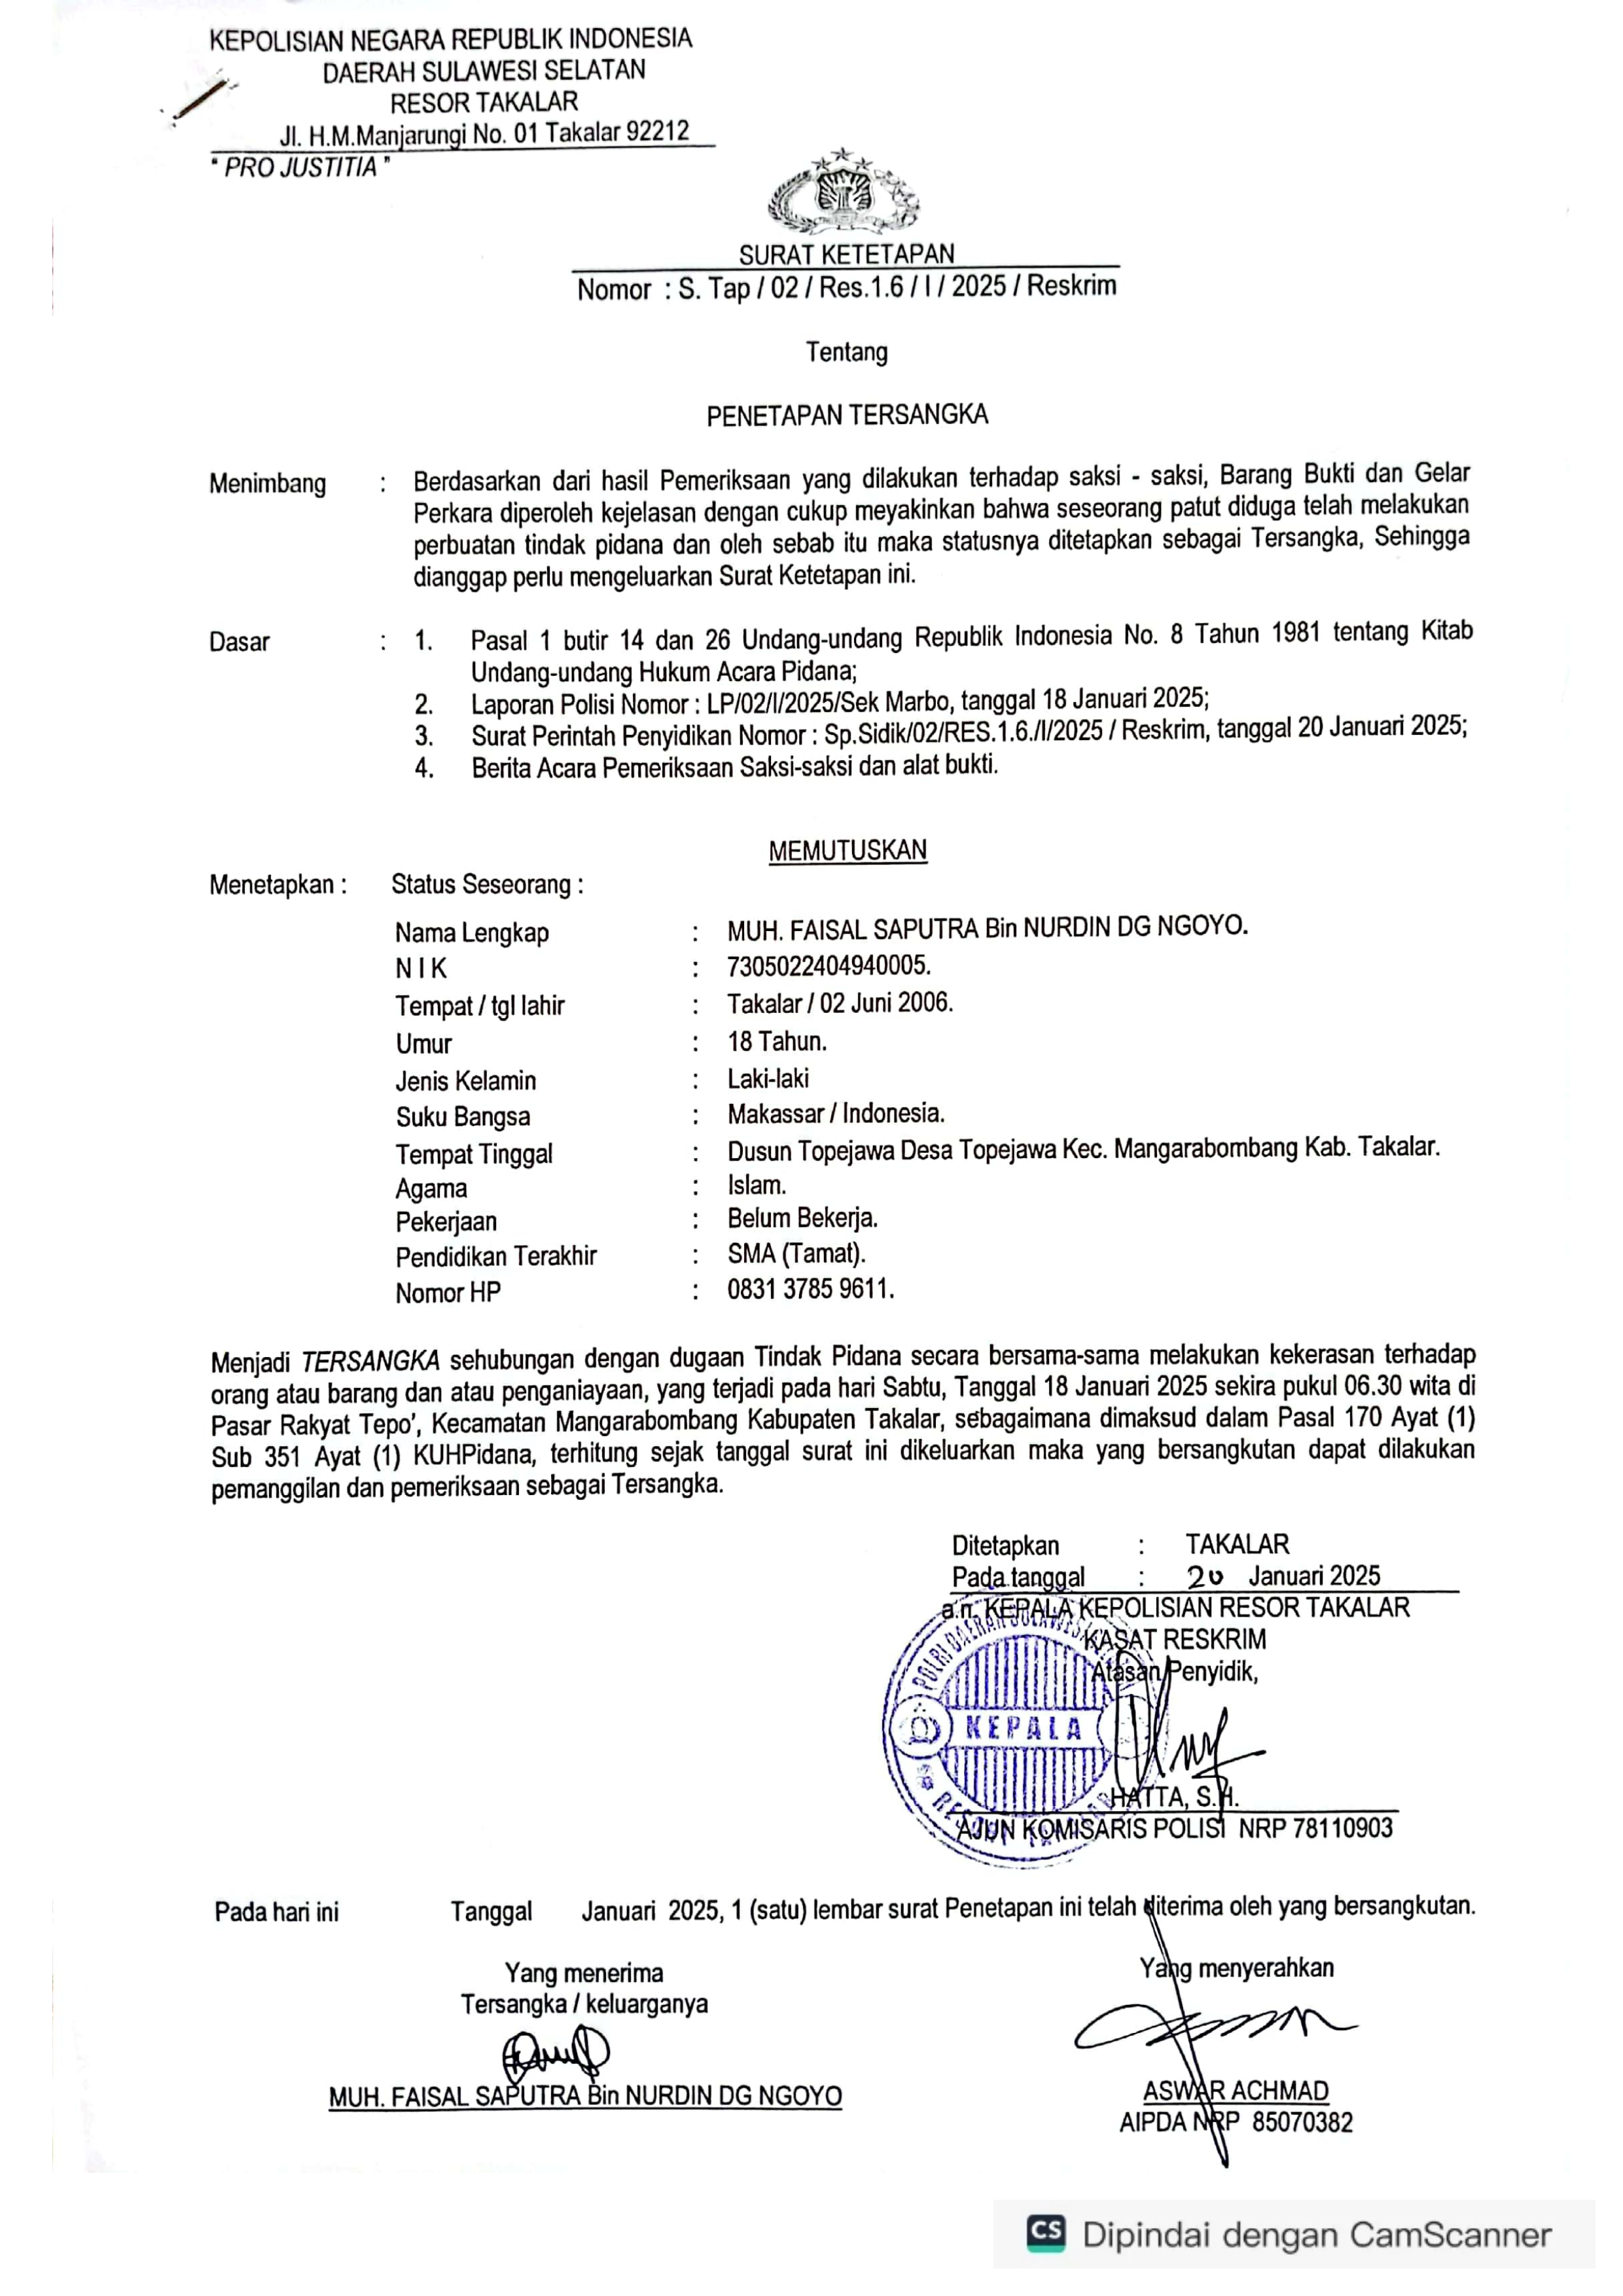 KEPOLISIAN NEGARA REPUBLIK INDONESIA
DAERAH SULAWESI SELATAN
RESOR TAKALAR
Jl. H.M.Manjarungi No. 01 Takalar 92212
" PRO JUSTITIA "
SURAT KETETAPAN
Nomor : S. Tap / 02 / Res.1.6 / I / 2025 / Reskrim
Tentang
PENETAPAN TERSANGKA
Menimbang : Berdasarkan dari hasil Pemeriksaan yang dilakukan terhadap saksi - saksi, Barang Bukti dan Gelar
Perkara diperoleh kejelasan dengan cukup meyakinkan bahwa seseorang patut diduga telah melakukan
perbuatan tindak pidana dan oleh sebab itu maka statusnya ditetapkan sebagai Tersangka, Sehingga
dianggap perlu mengeluarkan Surat Ketetapan ini.
Dasar : 1. Pasal 1 butir 14 dan 26 Undang-undang Republik Indonesia No. 8 Tahun 1981 tentang Kitab
Undang-undang Hukum Acara Pidana;
2. Laporan Polisi Nomor : LP/02/I/2025/Sek Marbo, tanggal 18 Januari 2025;
3. Surat Perintah Penyidikan Nomor : Sp.Sidik/02/RES.1.6./I/2025 / Reskrim, tanggal 20 Januari 2025;
4. Berita Acara Pemeriksaan Saksi-saksi dan alat bukti.
MEMUTUSKAN
Menetapkan : Status Seseorang :
Nama Lengkap : MUH. FAISAL SAPUTRA Bin NURDIN DG NGOYO.
N I K : 7305022404940005.
Tempat / tgl lahir : Takalar / 02 Juni 2006.
Umur : 18 Tahun.
Jenis Kelamin : Laki-laki
Suku Bangsa : Makassar / Indonesia.
Tempat Tinggal : Dusun Topejawa Desa Topejawa Kec. Mangarabombang Kab. Takalar.
Agama : Islam.
Pekerjaan : Belum Bekerja.
Pendidikan Terakhir : SMA (Tamat).
Nomor HP : 0831 3785 9611.
Menjadi TERSANGKA sehubungan dengan dugaan Tindak Pidana secara bersama-sama melakukan kekerasan terhadap
orang atau barang dan atau penganiayaan, yang terjadi pada hari Sabtu, Tanggal 18 Januari 2025 sekira pukul 06.30 wita di
Pasar Rakyat Tepo', Kecamatan Mangarabombang Kabupaten Takalar, sebagaimana dimaksud dalam Pasal 170 Ayat (1)
Sub 351 Ayat (1) KUHPidana, terhitung sejak tanggal surat ini dikeluarkan maka yang bersangkutan dapat dilakukan
pemanggilan dan pemeriksaan sebagai Tersangka.
Ditetapkan : TAKALAR
Pada tanggal : 20 Januari 2025
a.n. KEPALA KEPOLISIAN RESOR TAKALAR
KASAT RESKRIM
Atasan Penyidik,
POLRI DAERAH SULAWESI
KEPALA
RESORT
HATTA, S.H.
AJUN KOMISARIS POLISI NRP 78110903
Pada hari ini Tanggal Januari 2025, 1 (satu) lembar surat Penetapan ini telah diterima oleh yang bersangkutan.
Yang menerima
Tersangka / keluarganya
MUH. FAISAL SAPUTRA Bin NURDIN DG NGOYO
Yang menyerahkan
ASWAR ACHMAD
AIPDA NRP 85070382
CS Dipindai dengan CamScanner